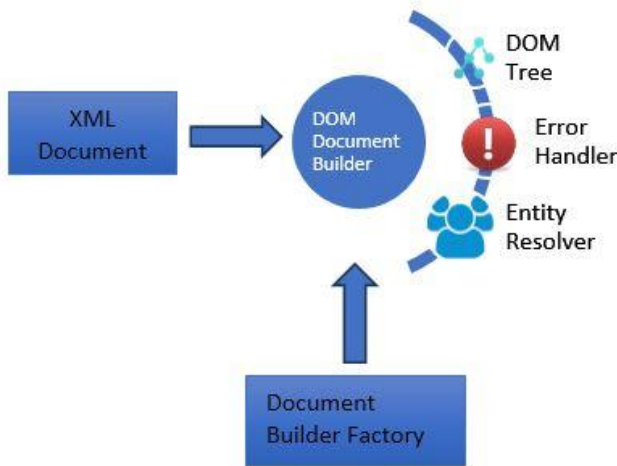 DOM
Tree
XML
Document
DOM
Document
Builder
Error
Handler
Entity
Resolver
Document
Builder Factory